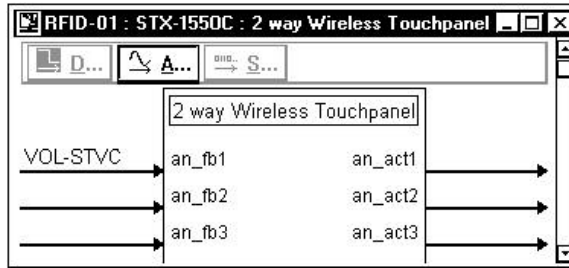 RFID-01 : STX-1550C : 2 way Wireless Touchpanel
D... A... S...
2 way Wireless Touchpanel
VOL-STVC an_fb1 an_act1
an_fb2 an_act2
an_fb3 an_act3